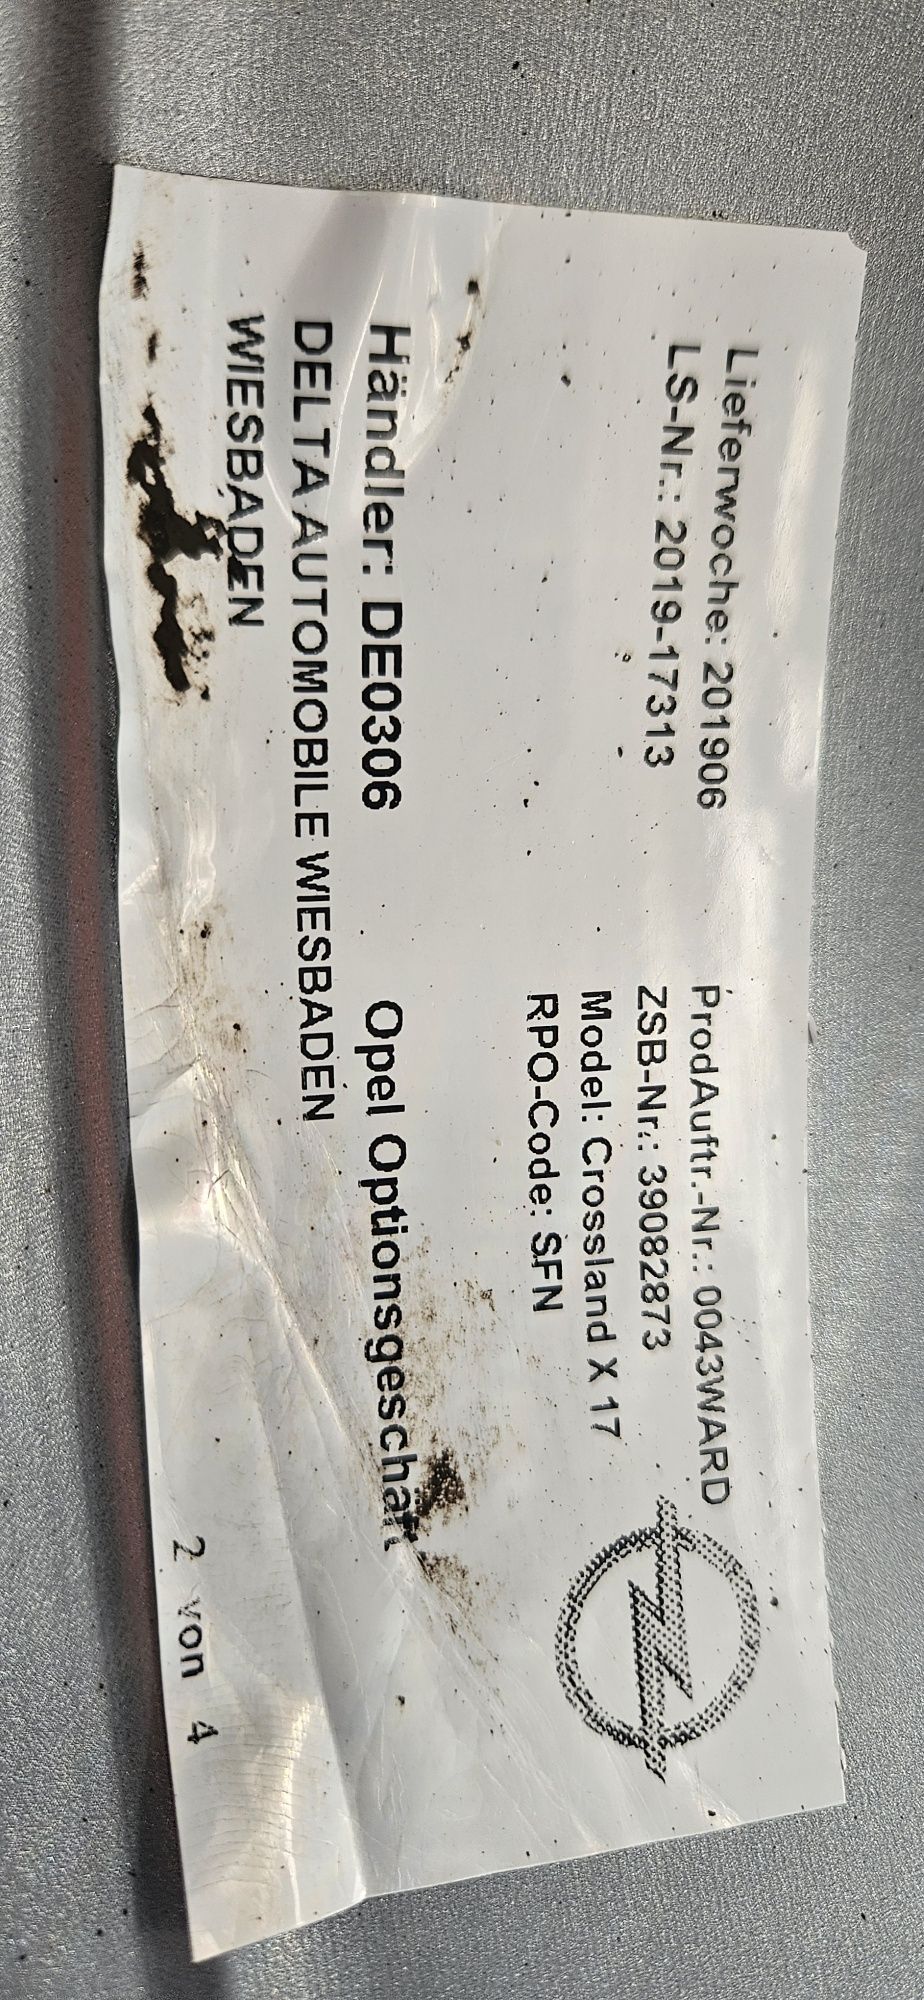 Lieferwoche: 201906
LS-Nr.: 2019-17313
ProdAuftr.-Nr.: 0043WARD
ZSB-Nr.: 39082873
Model: Crossland X 17
RPO-Code: SFN
Händler: DE0306
Opel Optionsgeschäft
DELTA AUTOMOBILE WIESBADEN
WIESBADEN
2 von 4